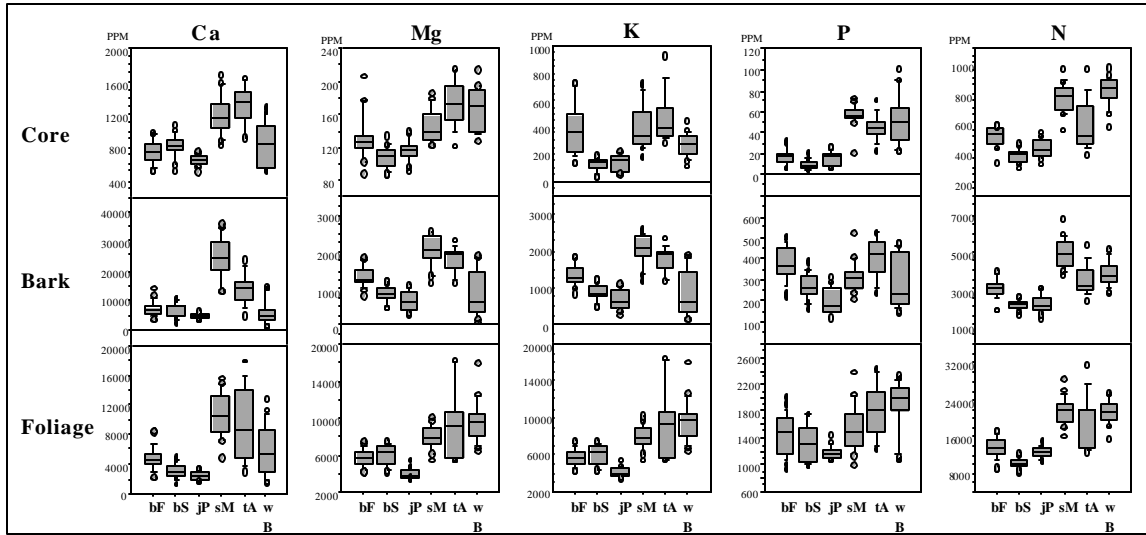 Ca Mg K P N
PPM PPM PPM PPM PPM
Core
2000 1600 1200 800 400
240 200 160 120 80
1000 800 600 400 200 0
120 100 80 60 40 20 0
1000 800 600 400 200
Bark
40000 30000 20000 10000 0
3000 2000 1000 0
3000 2000 1000 0
600 500 400 300 200 100
7000 5000 3000 1000
Foliage
20000 16000 12000 8000 4000 0
20000 14000 10000 6000 2000
20000 14000 10000 6000 2000
2600 2200 1800 1400 1000 600
32000 24000 16000 8000
bF bS jP sM tA w bF bS jP sM tA w bF bS jP sM tA w bF bS jP sM tA w bF bS jP sM tA w
B B B B B